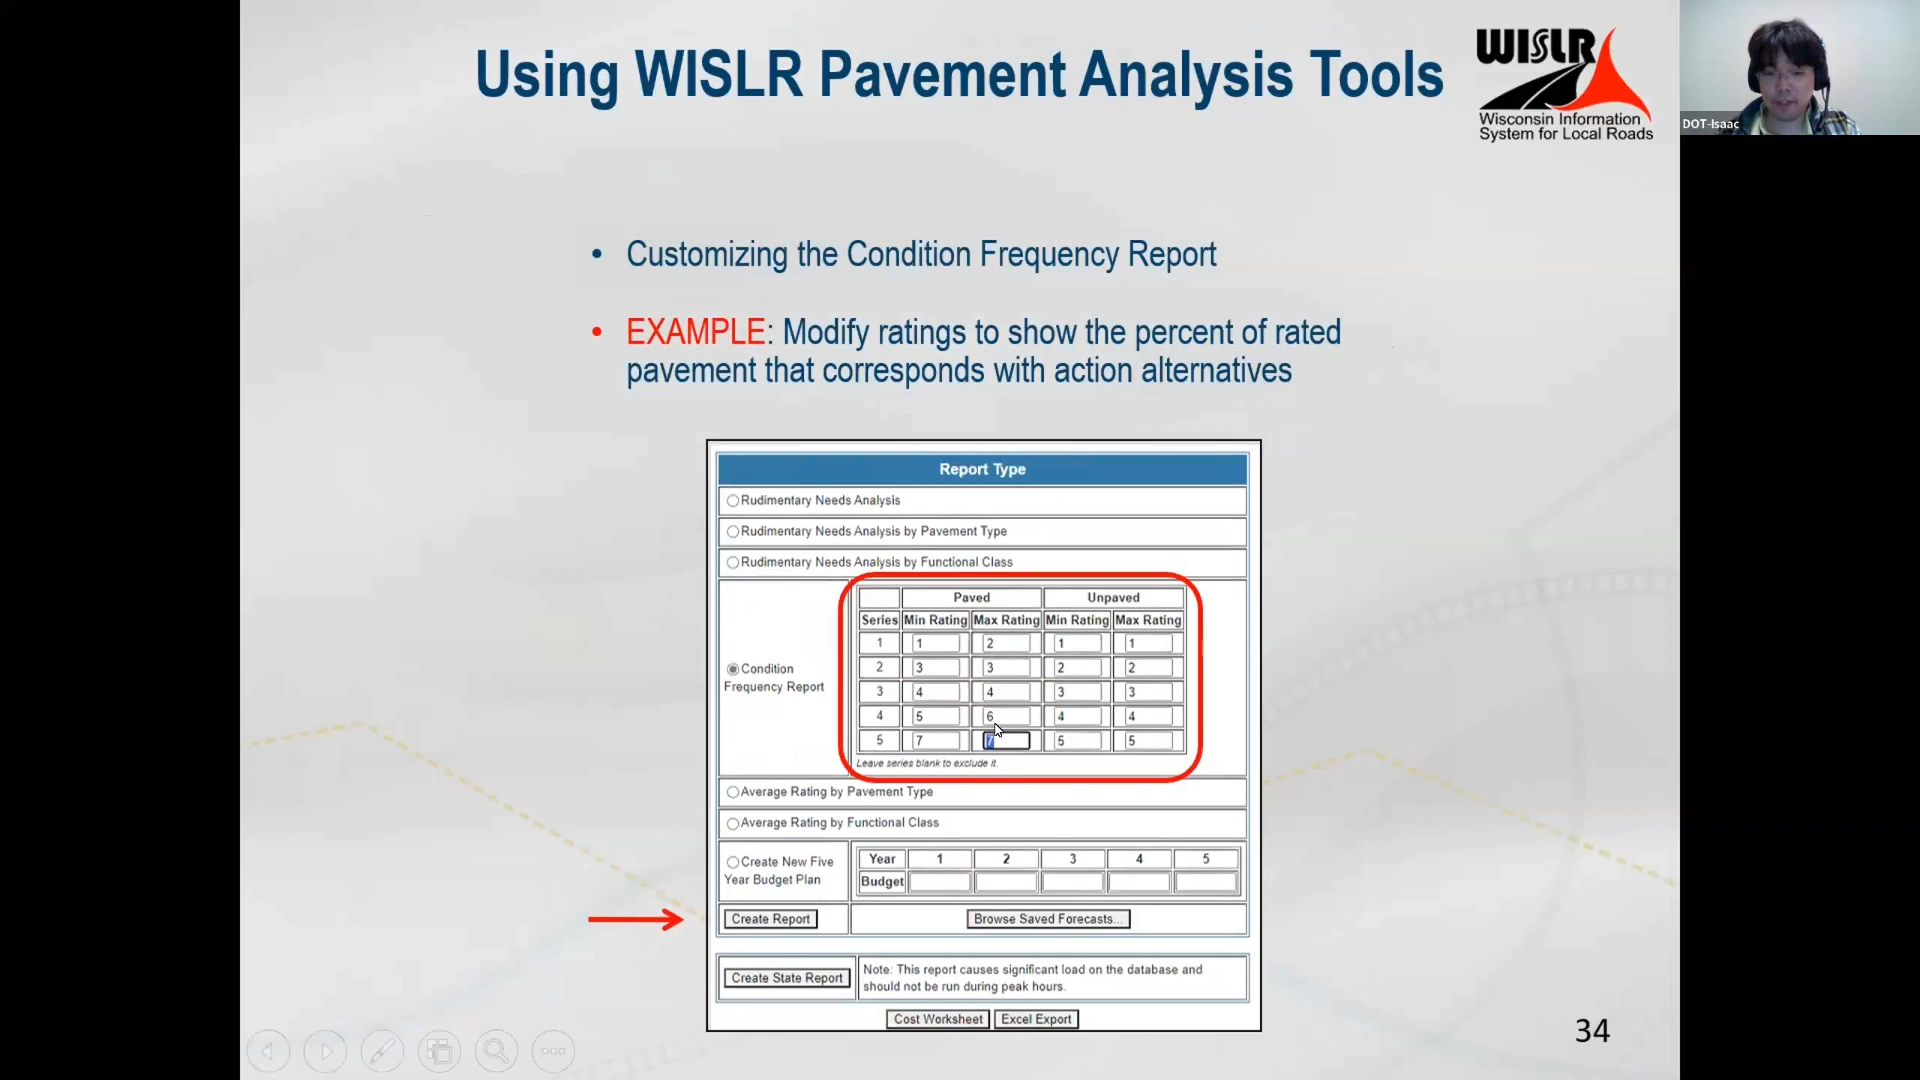 Using WISLR Pavement Analysis Tools
WISLR
Wisconsin Information
System for Local Roads
DOT-Isaac
• Customizing the Condition Frequency Report
• EXAMPLE: Modify ratings to show the percent of rated
pavement that corresponds with action alternatives
Report Type
Rudimentary Needs Analysis
Rudimentary Needs Analysis by Pavement Type
Rudimentary Needs Analysis by Functional Class
Condition
Frequency Report
Paved Unpaved
Series Min Rating Max Rating Min Rating Max Rating
1 1 2 1 1
2 3 3 2 2
3 4 4 3 3
4 5 6 4 4
5 7 7 5 5
Leave series blank to exclude it.
Average Rating by Pavement Type
Average Rating by Functional Class
Create New Five
Year Budget Plan
Year 1 2 3 4 5
Budget
Create Report Browse Saved Forecasts...
Create State Report
Note: This report causes significant load on the database and
should not be run during peak hours.
Cost Worksheet Excel Export
34